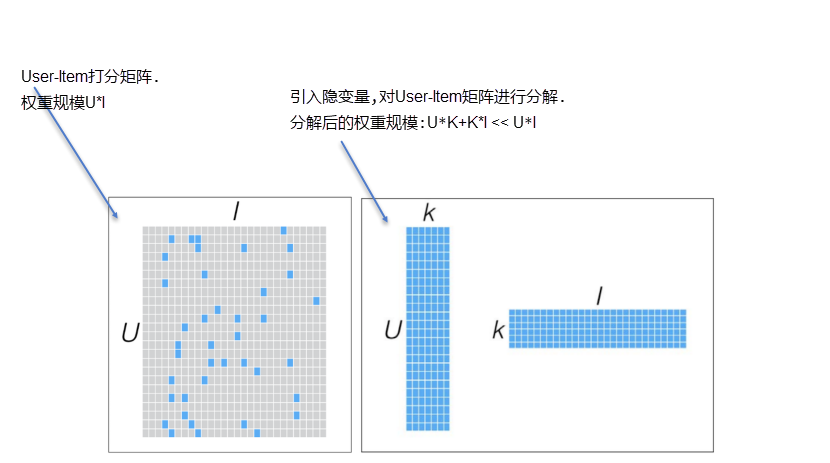 User-Item打分矩阵.
权重规模U*I
引入隐变量,对User-Item矩阵进行分解.
分解后的权重规模:U*K+K*I << U*I
I
U
k
U
I
k